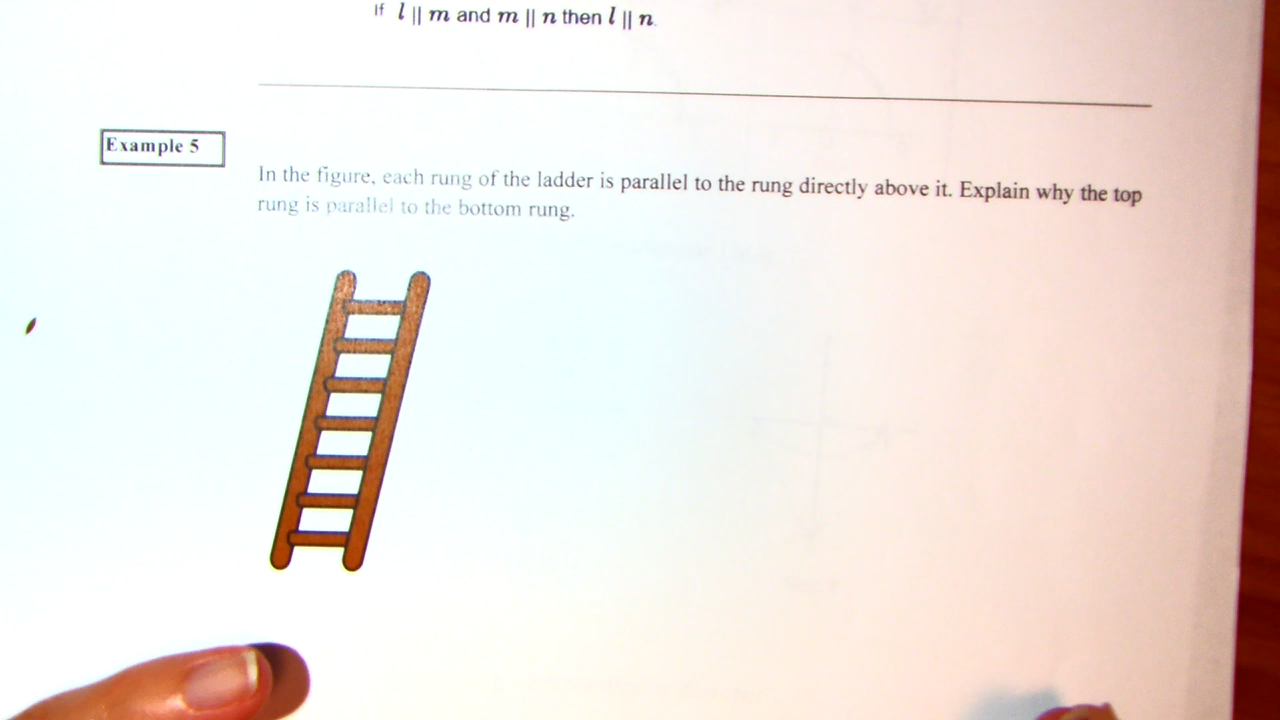 If l || m and m || n then l || n.
Example 5
In the figure, each rung of the ladder is parallel to the rung directly above it. Explain why the top
rung is parallel to the bottom rung.